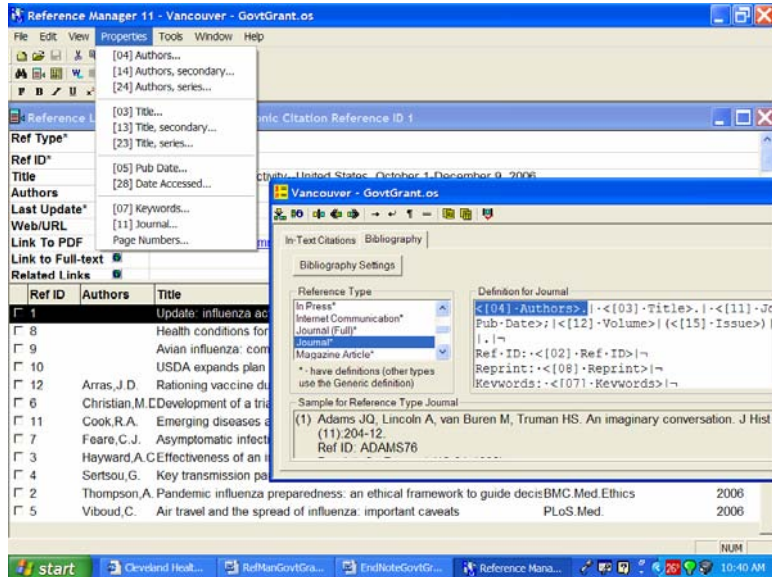 Reference Manager 11 - Vancouver - GovtGrant.os
File Edit View Properties Tools Window Help
[04] Authors...
[14] Authors, secondary...
[24] Authors, series...
[03] Title...
[13] Title, secondary...
[23] Title, series...
[05] Pub Date...
[28] Date Accessed...
[07] Keywords...
[11] Journal...
Page Numbers...
Reference L onic Citation Reference ID 1
Ref Type*
Ref ID*
Title ctivity--United States, October 1-December 9, 2006
Authors
Last Update*
Web/URL
Link To PDF
Link to Full-text
Related Links
Ref ID Authors Title
1 Update: influenza ac
8 Health conditions for
9 Avian influenza: com
10 USDA expands plan
12 Arras,J.D. Rationing vaccine du
6 Christian,M.D Development of a tria
11 Cook,R.A. Emerging diseases a
7 Feare,C.J. Asymptomatic infecti
3 Hayward,A.C Effectiveness of an i
4 Sertsou,G. Key transmission pa
2 Thompson,A. Pandemic influenza preparedness: an ethical framework to guide decis BMC.Med.Ethics 2006
5 Viboud,C. Air travel and the spread of influenza: important caveats PLoS.Med. 2006
Vancouver - GovtGrant.os
In-Text Citations Bibliography
Bibliography Settings
Reference Type
In Press*
Internet Communication*
Journal (Full)*
Journal*
Magazine Article*
* - have definitions (other types
use the Generic definition)
Definition for Journal
<[04]·Authors>.|·<[03]·Title>.|·<[11]·Jo
Pub·Date>;|<[12]·Volume>|(<[15]·Issue>)|
|.|¬
Ref·ID:·<[02]·Ref·ID>|¬
Reprint:·<[08]·Reprint>|¬
Keywords:·<[07]·Keywords>|¬
Sample for Reference Type Journal
(1) Adams JQ, Lincoln A, van Buren M, Truman HS. An imaginary conversation. J Hist
(11):204-12.
Ref ID: ADAMS76
NUM
start Cleveland Healt... RefManGovtGra... EndNoteGovtGr... Reference Mana... 26° 10:40 AM